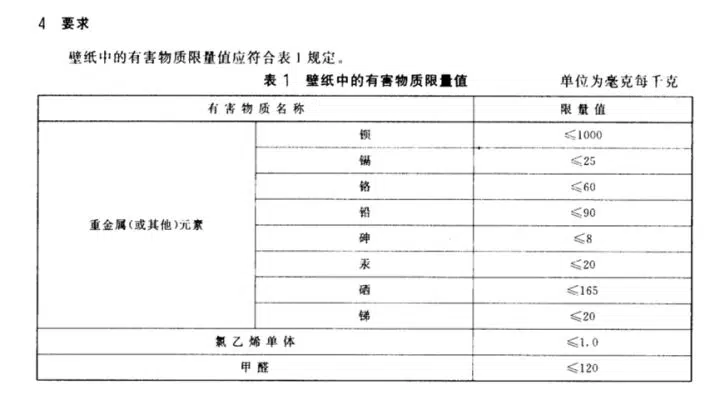 4 要求
壁纸中的有害物质限量值应符合表1规定。
表1 壁纸中的有害物质限量值 单位为毫克每千克
有害物质名称 限量值
重金属(或其他)元素 钡 ≤1000
镉 ≤25
铬 ≤60
铅 ≤90
砷 ≤8
汞 ≤20
硒 ≤165
锑 ≤20
氯乙烯单体 ≤1.0
甲醛 ≤120